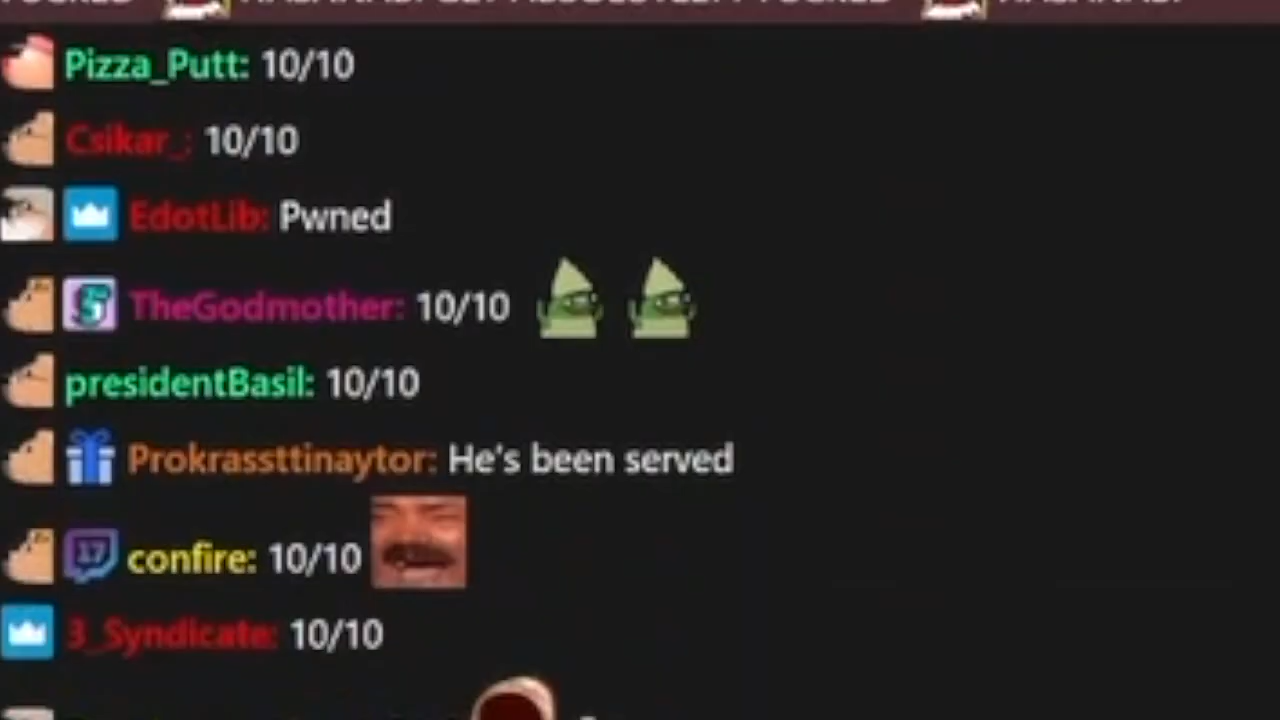 Pizza_Putt: 10/10
Csikar_: 10/10
EdotLib: Pwned
TheGodmother: 10/10
presidentBasil: 10/10
Prokrassttinaytor: He's been served
17 confire: 10/10
3_Syndicate: 10/10